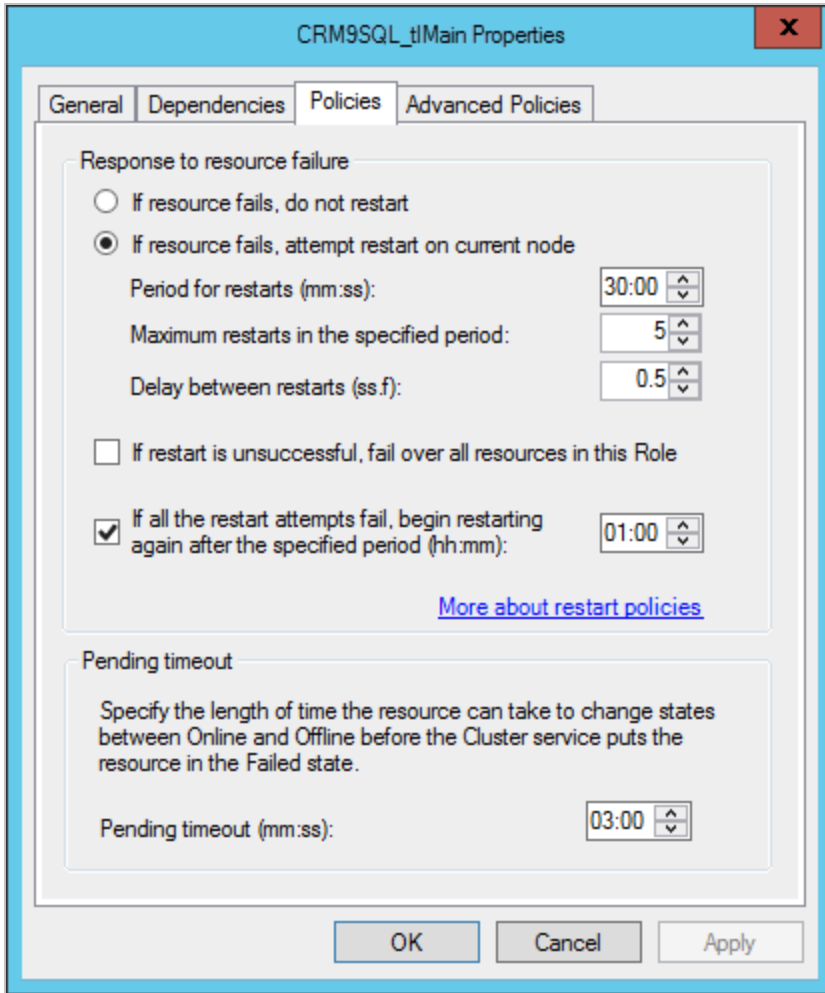 CRM9SQL_tlMain Properties
x
General Dependencies Policies Advanced Policies
Response to resource failure
If resource fails, do not restart
If resource fails, attempt restart on current node
Period for restarts (mm:ss): 30:00
Maximum restarts in the specified period: 5
Delay between restarts (ss.f): 0.5
If restart is unsuccessful, fail over all resources in this Role
If all the restart attempts fail, begin restarting
again after the specified period (hh:mm): 01:00
More about restart policies
Pending timeout
Specify the length of time the resource can take to change states
between Online and Offline before the Cluster service puts the
resource in the Failed state.
Pending timeout (mm:ss): 03:00
OK Cancel Apply